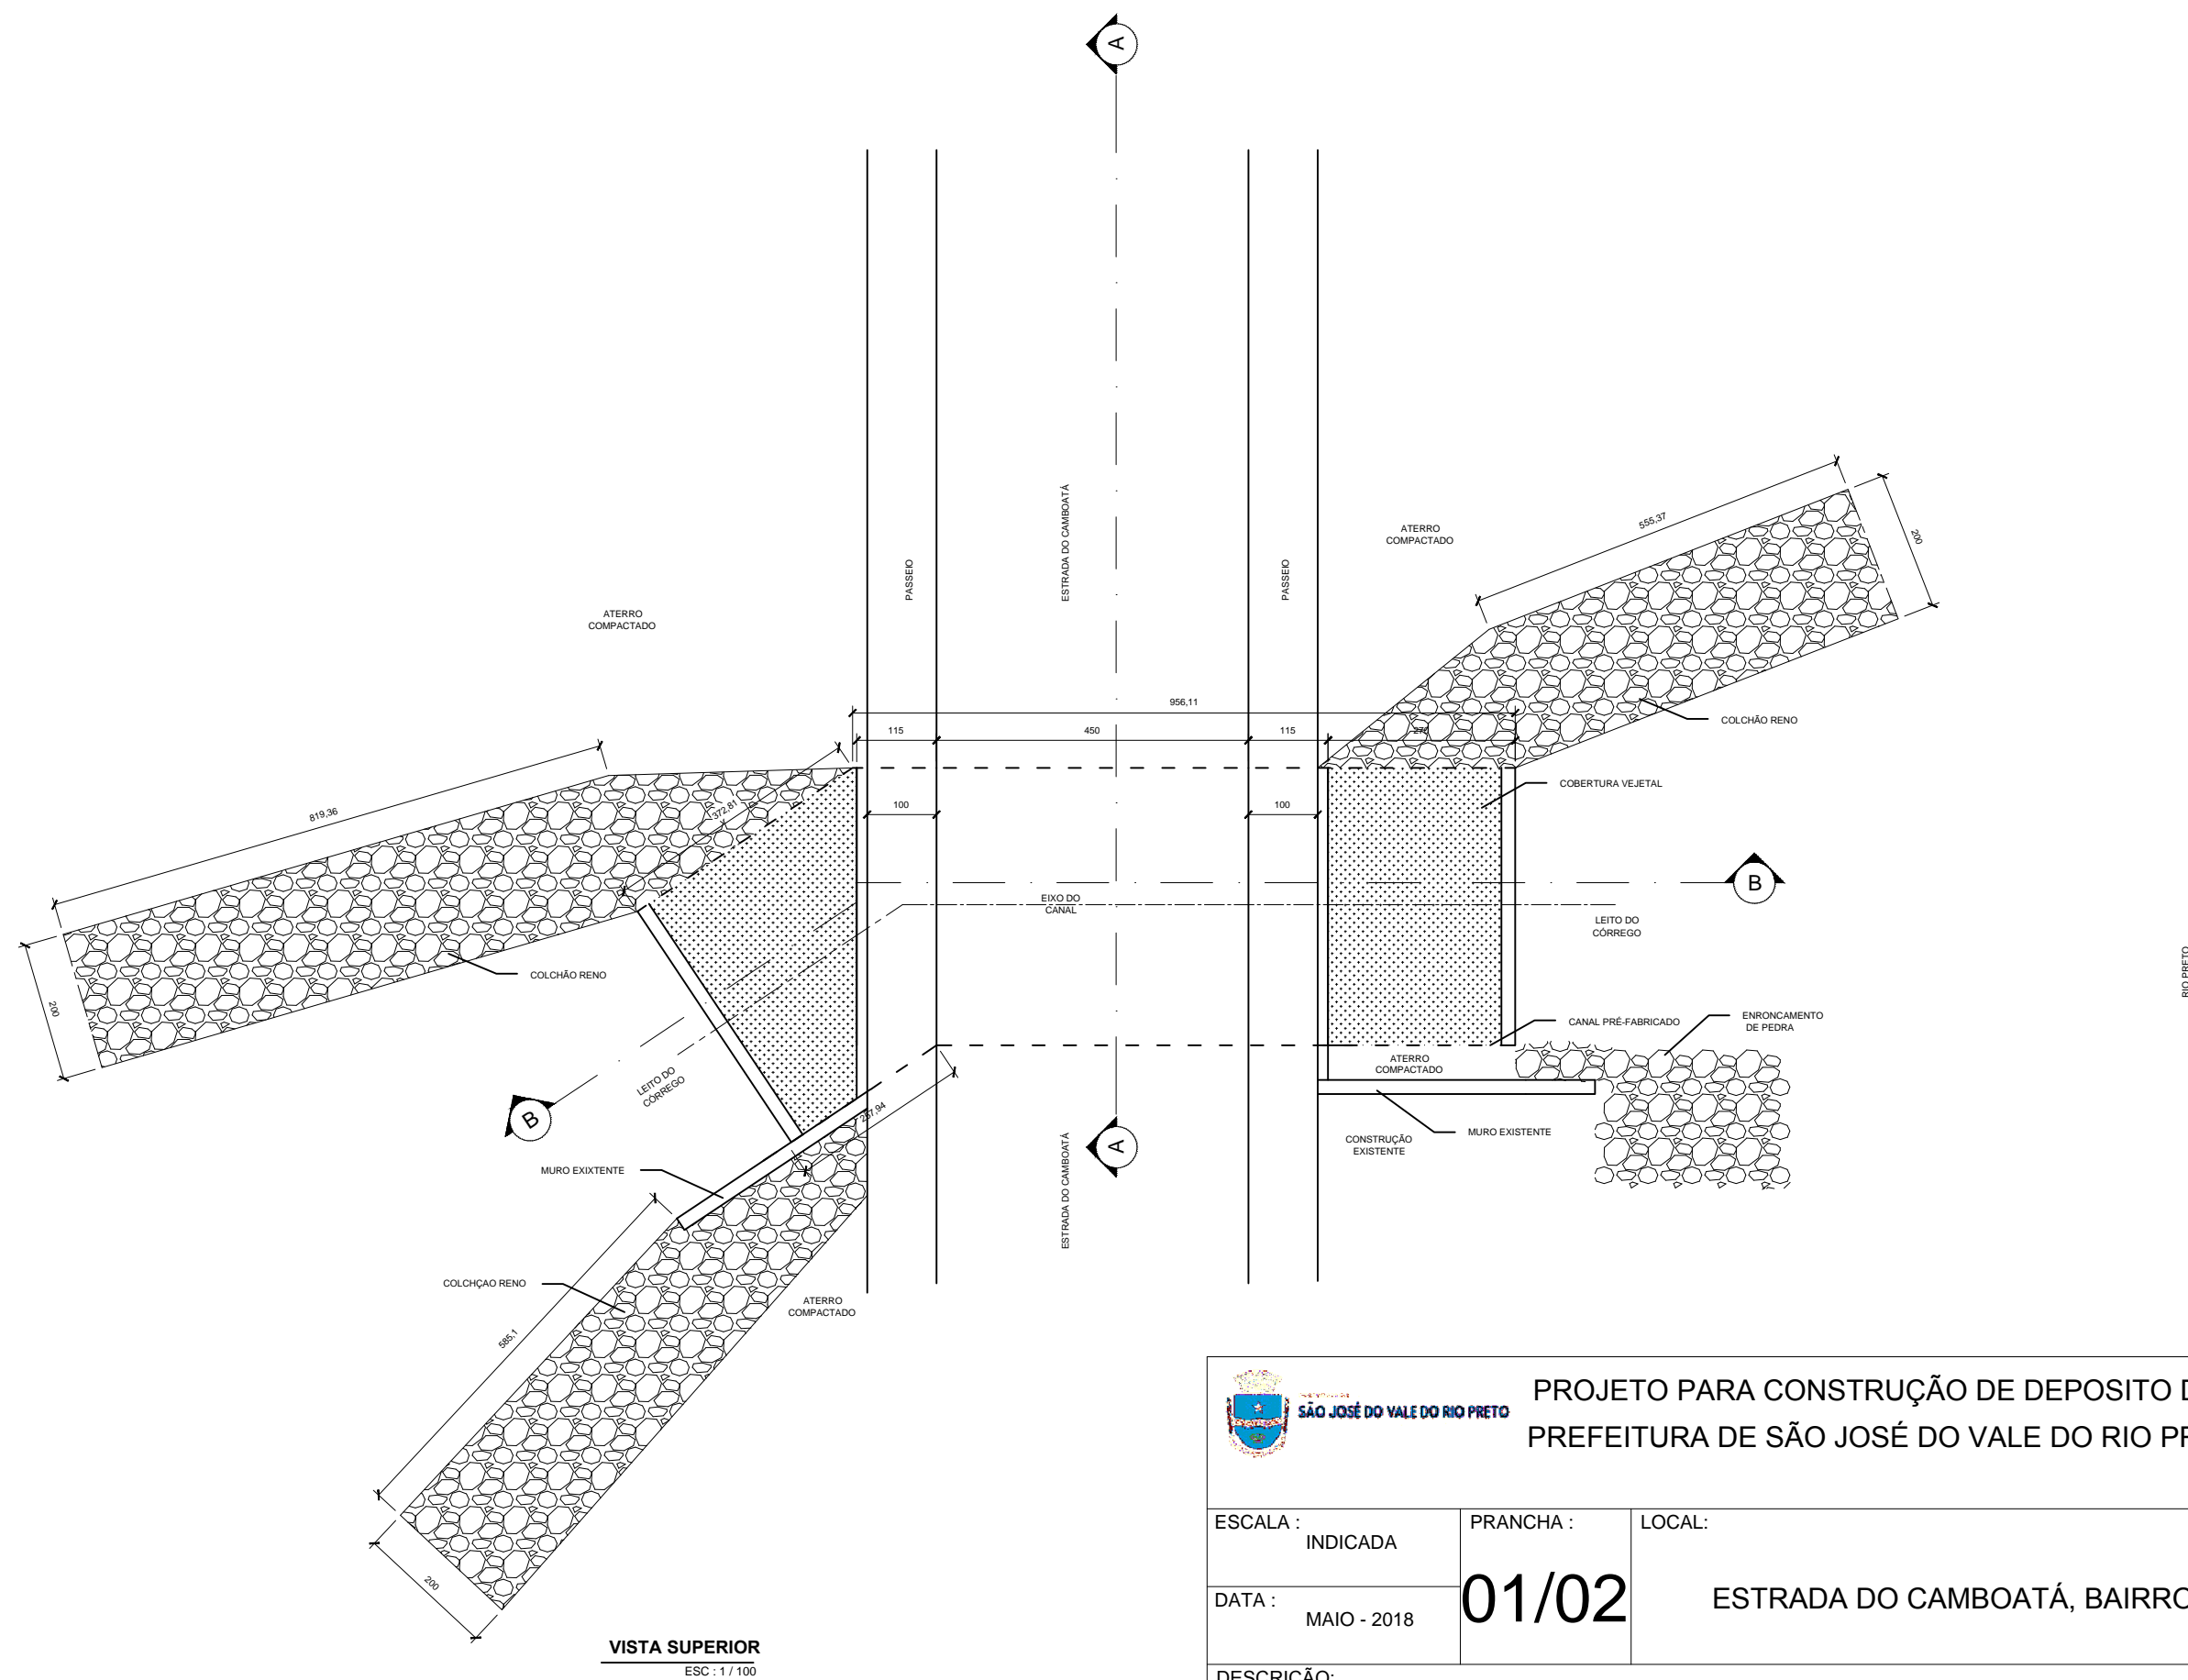 A
ESTRADA DO CAMBOATÁ
PASSEIO
PASSEIO
ATERRO
COMPACTADO
ATERRO
COMPACTADO
555,37
200
956,11
115
450
115
270
COLCHÃO RENO
819,36
372,81
100
100
COBERTURA VEJETAL
B
EIXO DO
CANAL
LEITO DO
CÓRREGO
COLCHÃO RENO
200
RIO PRETO
CANAL PRÉ-FABRICADO
ENRONCAMENTO
DE PEDRA
ATERRO
COMPACTADO
LEITO DO
CÓRREGO
B
257,94
A
MURO EXISTENTE
CONSTRUÇÃO
EXISTENTE
MURO EXIXTENTE
ESTRADA DO CAMBOATÁ
COLCHÇAO RENO
ATERRO
COMPACTADO
585,1
200
VISTA SUPERIOR
ESC : 1 / 100
SÃO JOSÉ DO VALE DO RIO PRETO
PROJETO PARA CONSTRUÇÃO DE DEPOSITO
PREFEITURA DE SÃO JOSÉ DO VALE DO RIO
ESCALA :
INDICADA
PRANCHA :
01/02
LOCAL:
ESTRADA DO CAMBOATÁ, BAIRRO
DATA :
MAIO - 2018
DESCRIÇÃO: